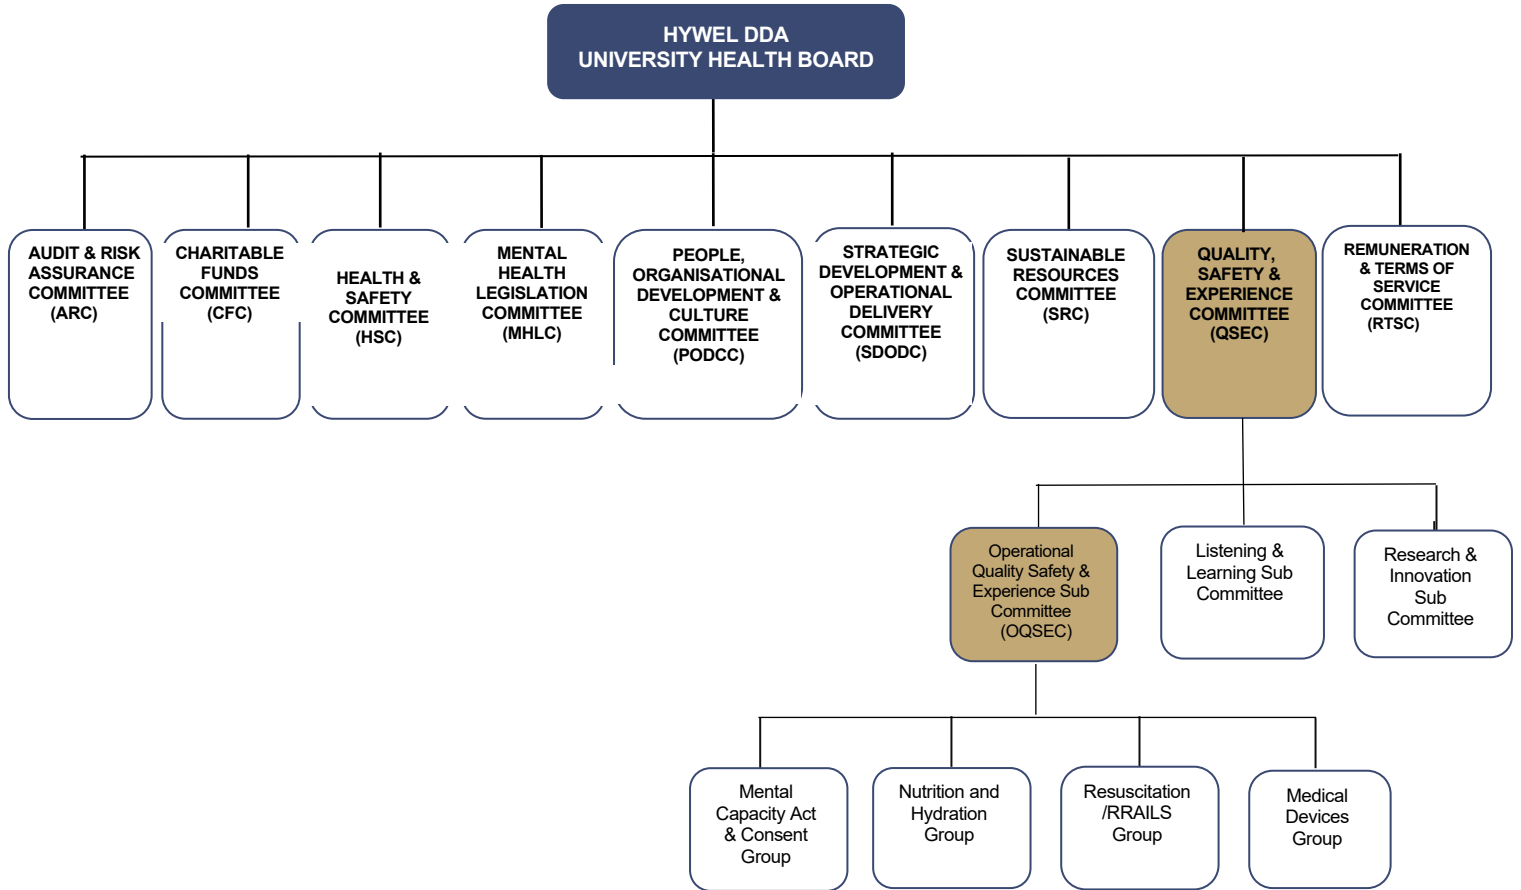 HYWEL DDA
UNIVERSITY HEALTH BOARD
AUDIT & RISK
ASSURANCE
COMMITTEE
(ARC)
CHARITABLE
FUNDS
COMMITTEE
(CFC)
HEALTH &
SAFETY
COMMITTEE
(HSC)
MENTAL
HEALTH
LEGISLATION
COMMITTEE
(MHLC)
PEOPLE,
ORGANISATIONAL
DEVELOPMENT &
CULTURE
COMMITTEE
(PODCC)
STRATEGIC
DEVELOPMENT &
OPERATIONAL
DELIVERY
COMMITTEE
(SDODC)
SUSTAINABLE
RESOURCES
COMMITTEE
(SRC)
QUALITY,
SAFETY &
EXPERIENCE
COMMITTEE
(QSEC)
REMUNERATION
& TERMS OF
SERVICE
COMMITTEE
(RTSC)
Operational
Quality Safety &
Experience Sub
Committee
(OQSEC)
Listening &
Learning Sub
Committee
Research &
Innovation
Sub
Committee
Mental
Capacity Act
& Consent
Group
Nutrition and
Hydration
Group
Resuscitation
/RRAILS
Group
Medical
Devices
Group